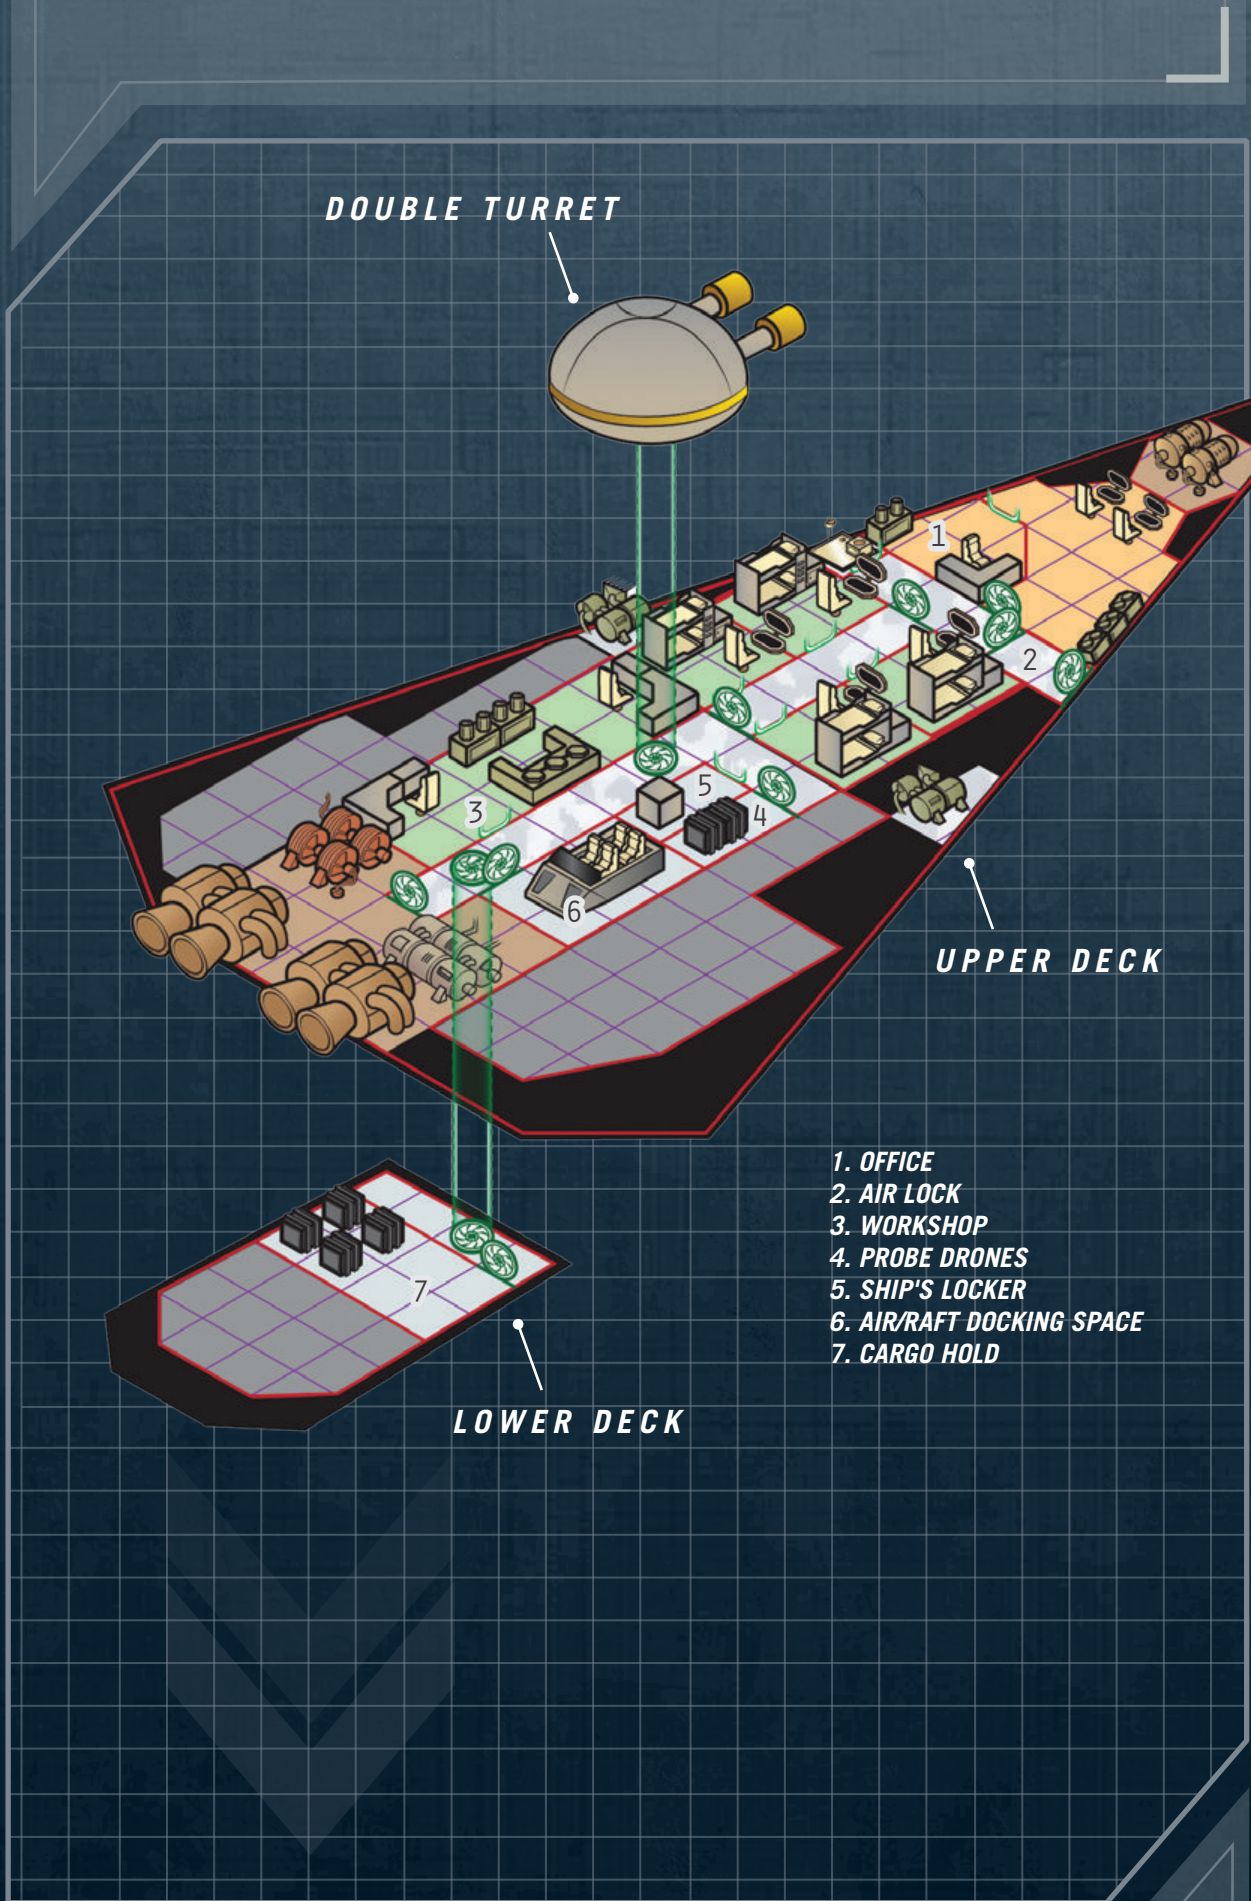 DOUBLE TURRET
1
2
5
4
3
6
UPPER DECK
1. OFFICE
2. AIR LOCK
3. WORKSHOP
4. PROBE DRONES
5. SHIP'S LOCKER
6. AIR/RAFT DOCKING SPACE
7. CARGO HOLD
7
LOWER DECK